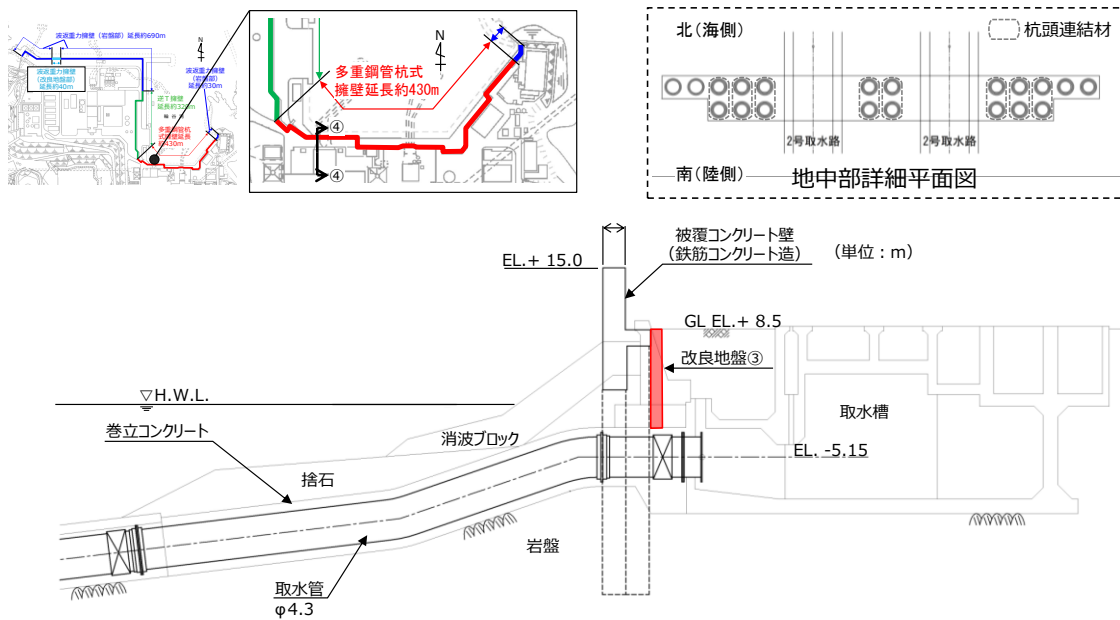 波返重力擁壁（岩盤部）延長約690m
N
波返重力擁壁
（改良地盤部）
延長約40m
波返重力擁壁
（岩盤部）
延長約30m
逆T擁壁
延長約320m
輪谷湾
多重鋼管杭
式擁壁延長
約430m
N
多重鋼管杭式
擁壁延長約430m
④
④
北（海側）
杭頭連結材
2号取水路
2号取水路
南（陸側）
地中部詳細平面図
被覆コンクリート壁
（鉄筋コンクリート造）
（単位：m）
EL.+ 15.0
GL EL.+ 8.5
改良地盤③
▽H.W.L.
巻立コンクリート
消波ブロック
取水槽
EL. -5.15
捨石
岩盤
取水管
φ4.3